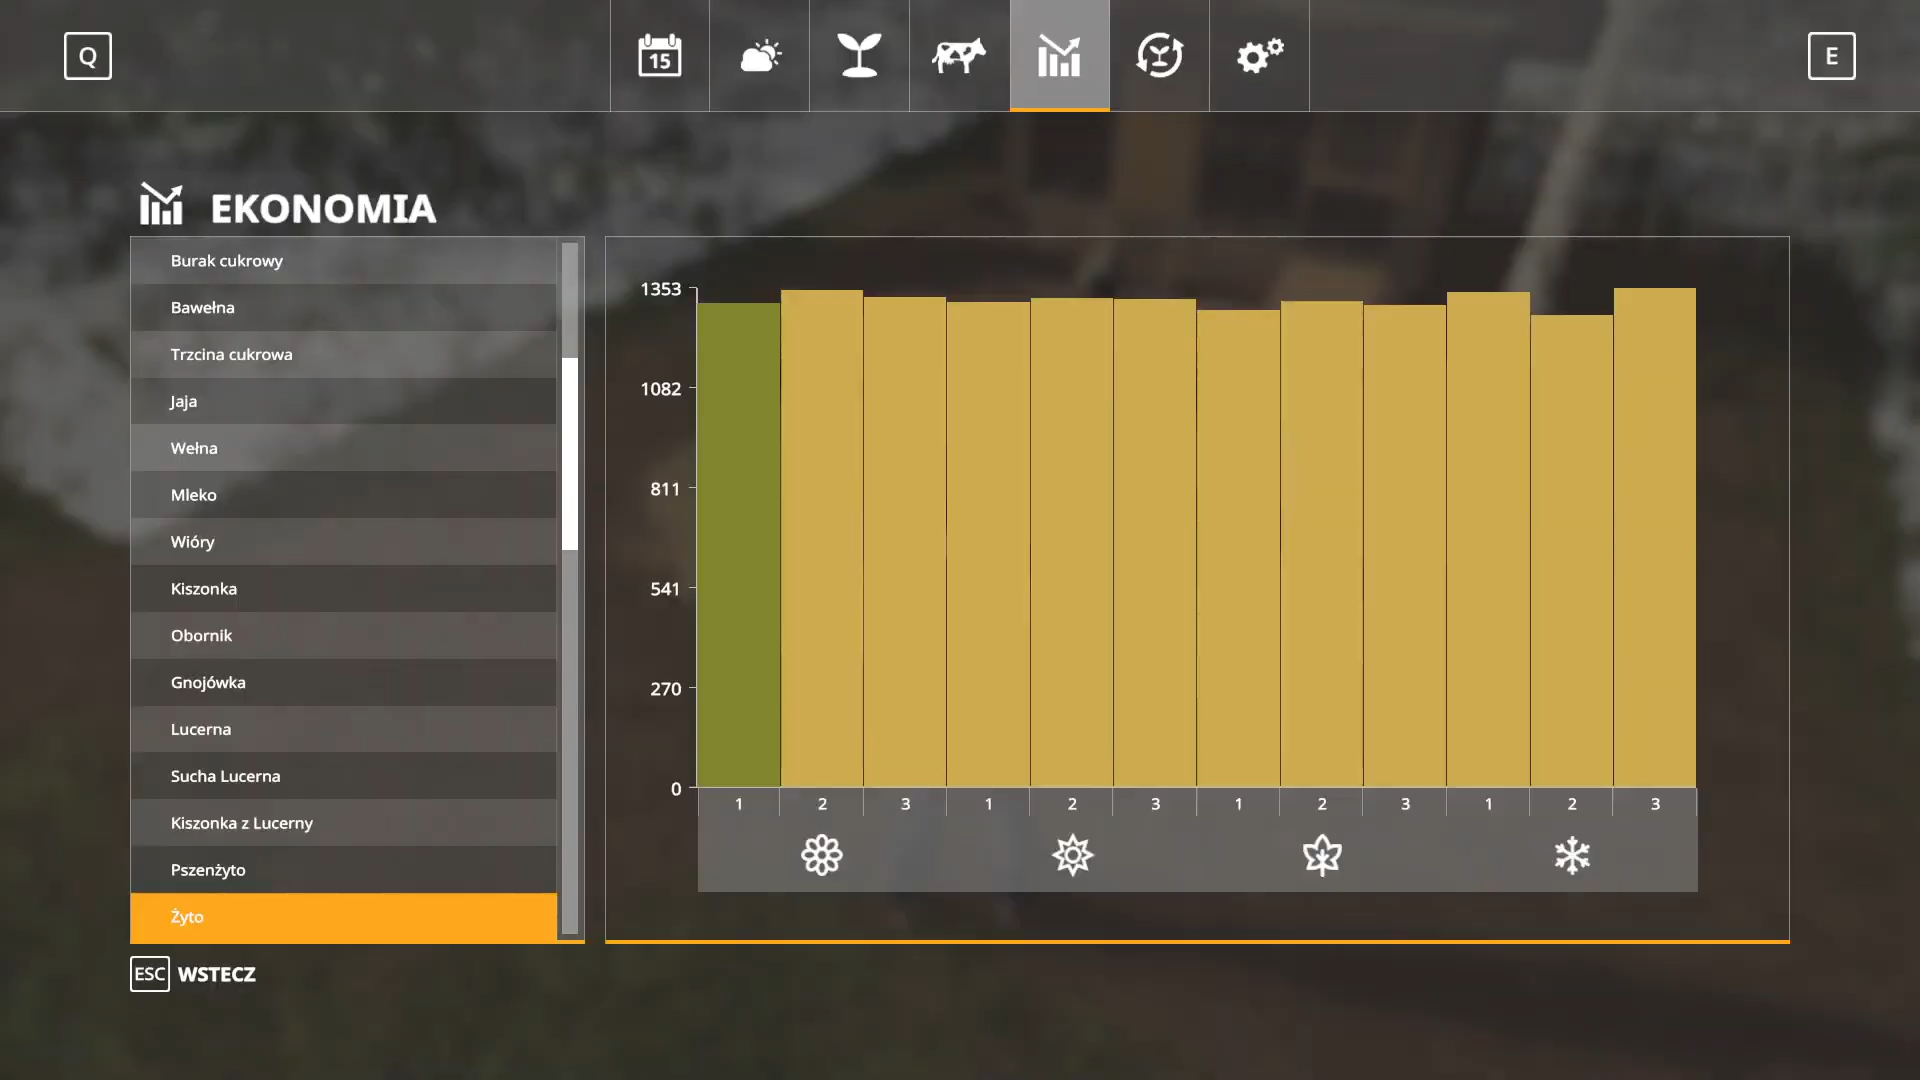 Q
15
E
EKONOMIA
Burak cukrowy
Bawełna
Trzcina cukrowa
Jaja
Wełna
Mleko
Wióry
Kiszonka
Obornik
Gnojówka
Lucerna
Sucha Lucerna
Kiszonka z Lucerny
Pszenżyto
Żyto
1353
1082
811
541
270
0
1 2 3 1 2 3 1 2 3 1 2 3
ESC WSTECZ